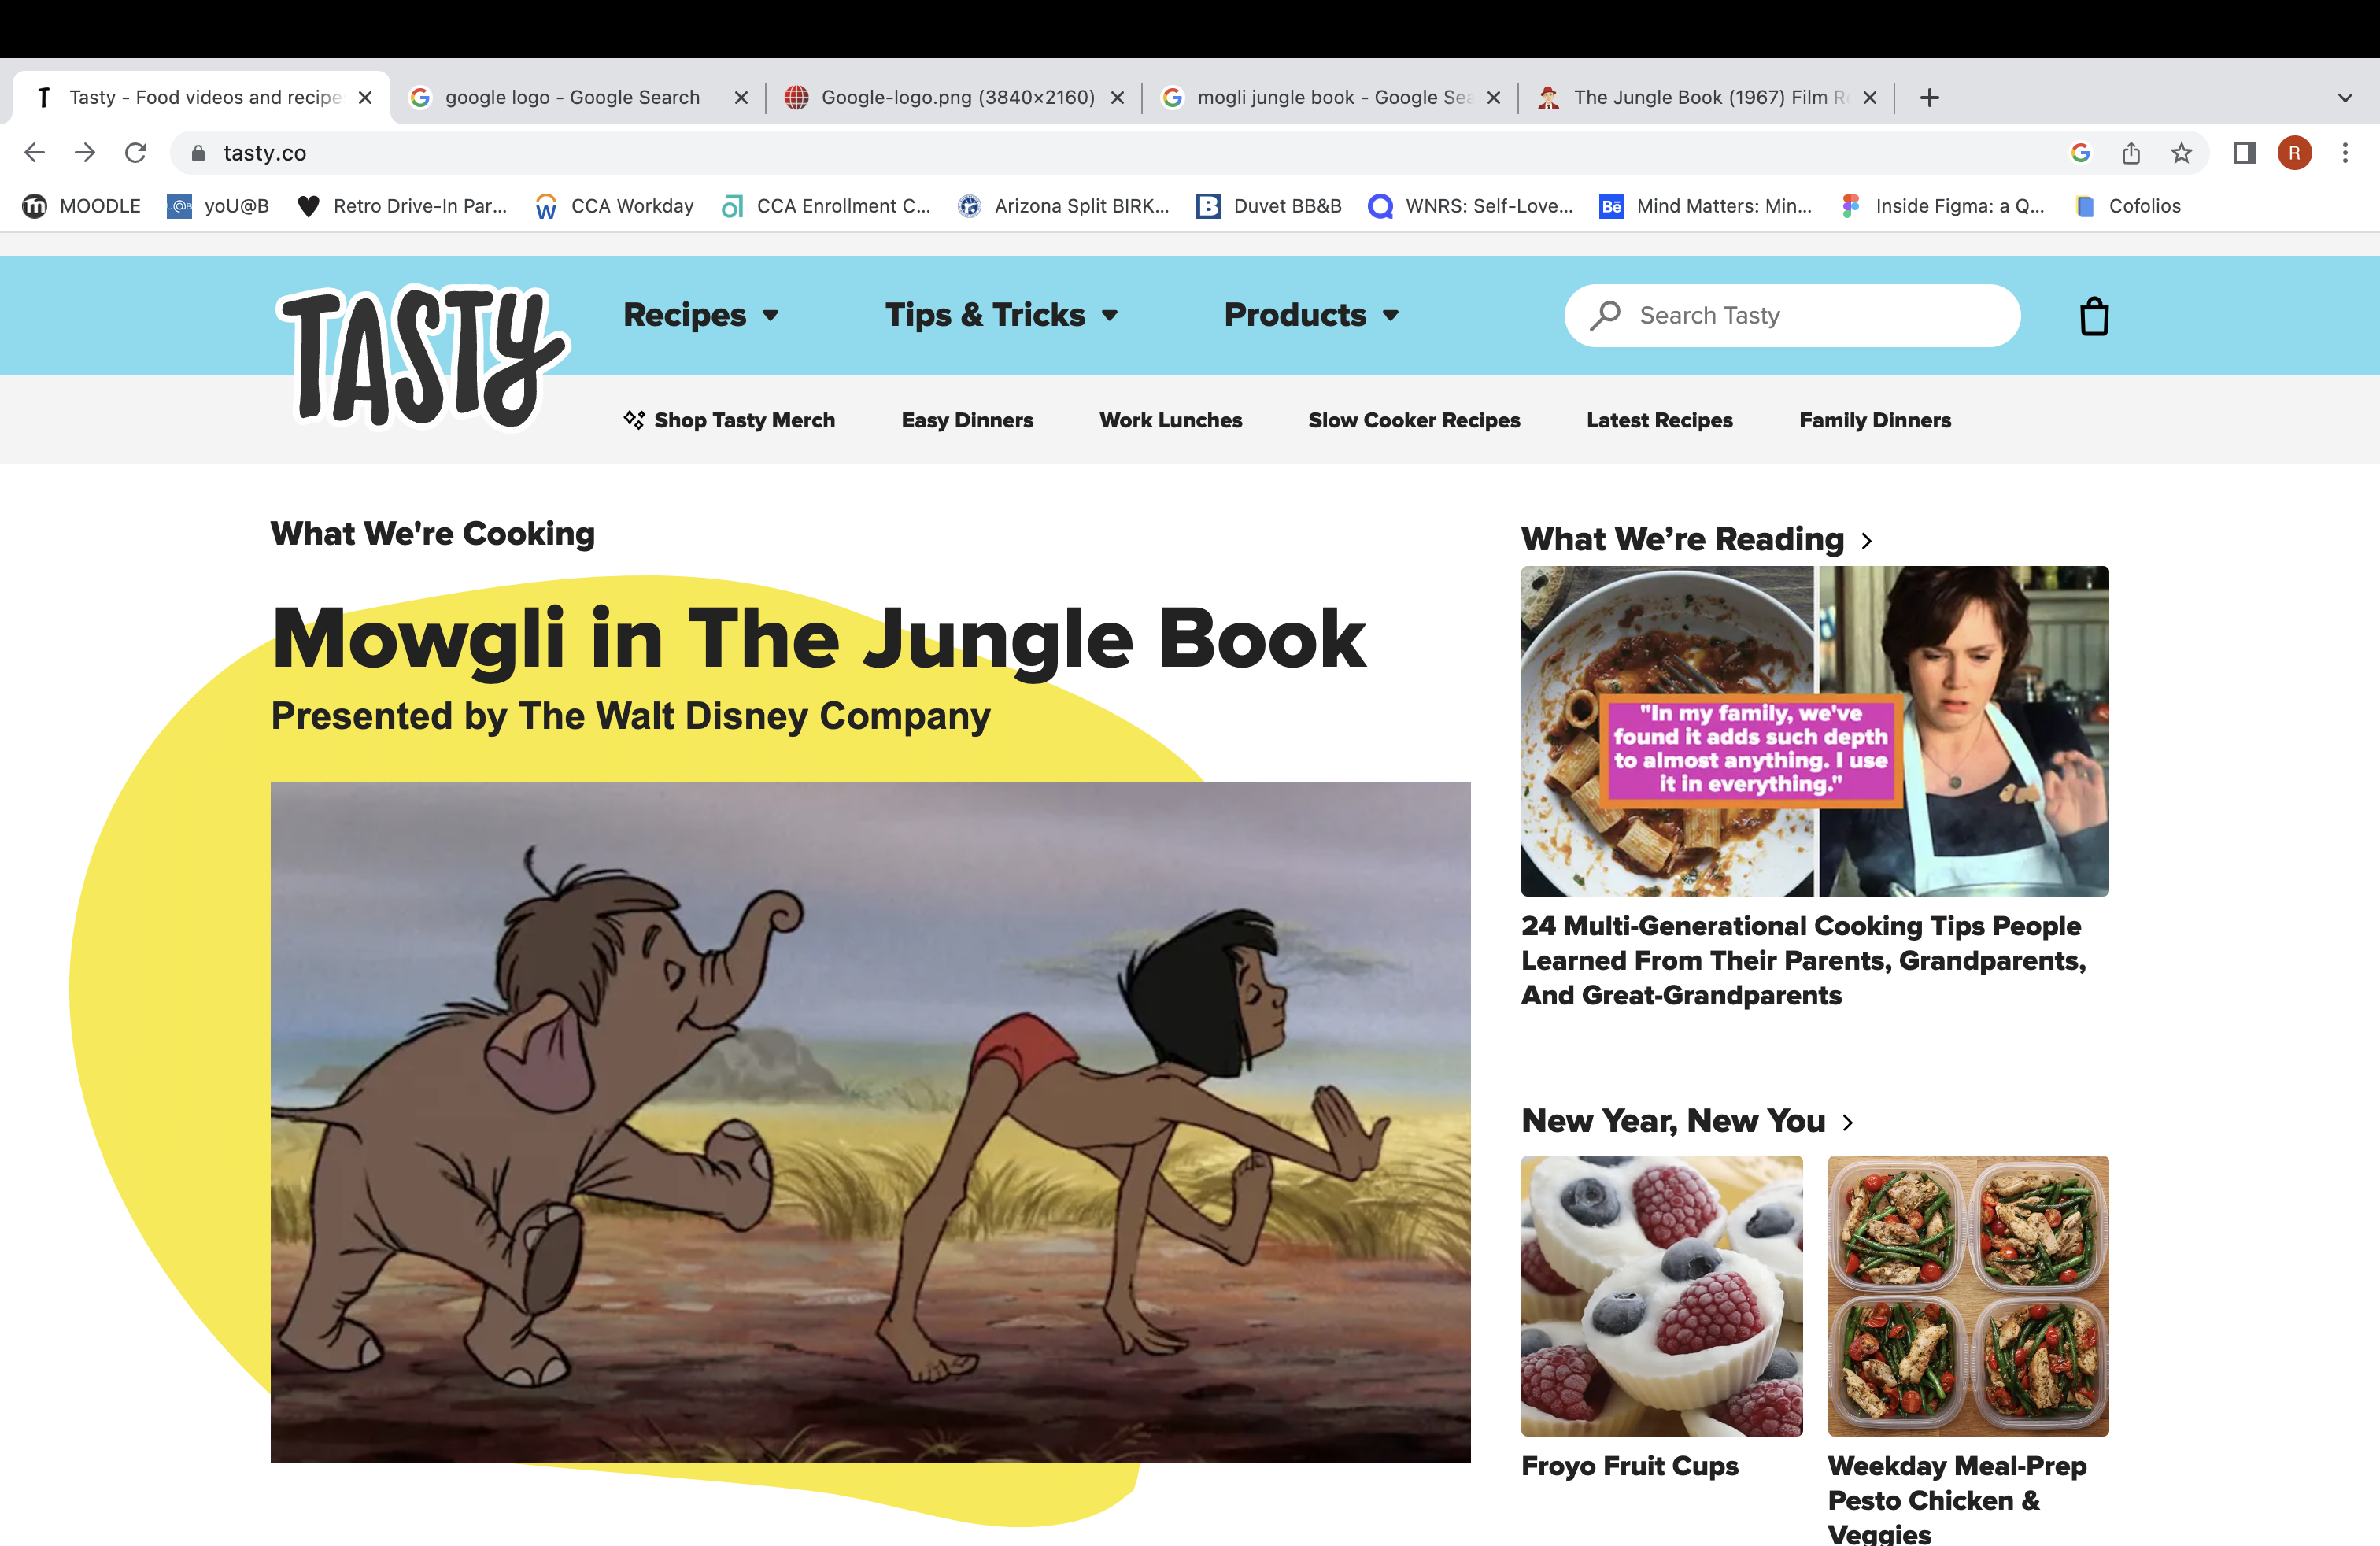 Tasty - Food videos and recipe
google logo - Google Search
Google-logo.png (3840×2160)
mogli jungle book - Google Sea
The Jungle Book (1967) Film R
tasty.co
R
MOODLE
yoU@B
Retro Drive-In Par...
CCA Workday
CCA Enrollment C...
Arizona Split BIRK...
B
Duvet BB&B
WNRS: Self-Love...
Bē
Mind Matters: Min...
Inside Figma: a Q...
Cofolios
TASTY
Recipes
Tips & Tricks
Products
Search Tasty
Shop Tasty Merch
Easy Dinners
Work Lunches
Slow Cooker Recipes
Latest Recipes
Family Dinners
What We're Cooking
Mowgli in The Jungle Book
Presented by The Walt Disney Company
What We’re Reading
"In my family, we've
found it adds such depth
to almost anything. I use
it in everything."
24 Multi-Generational Cooking Tips People
Learned From Their Parents, Grandparents,
And Great-Grandparents
New Year, New You
Froyo Fruit Cups
Weekday Meal-Prep
Pesto Chicken &
Veggies